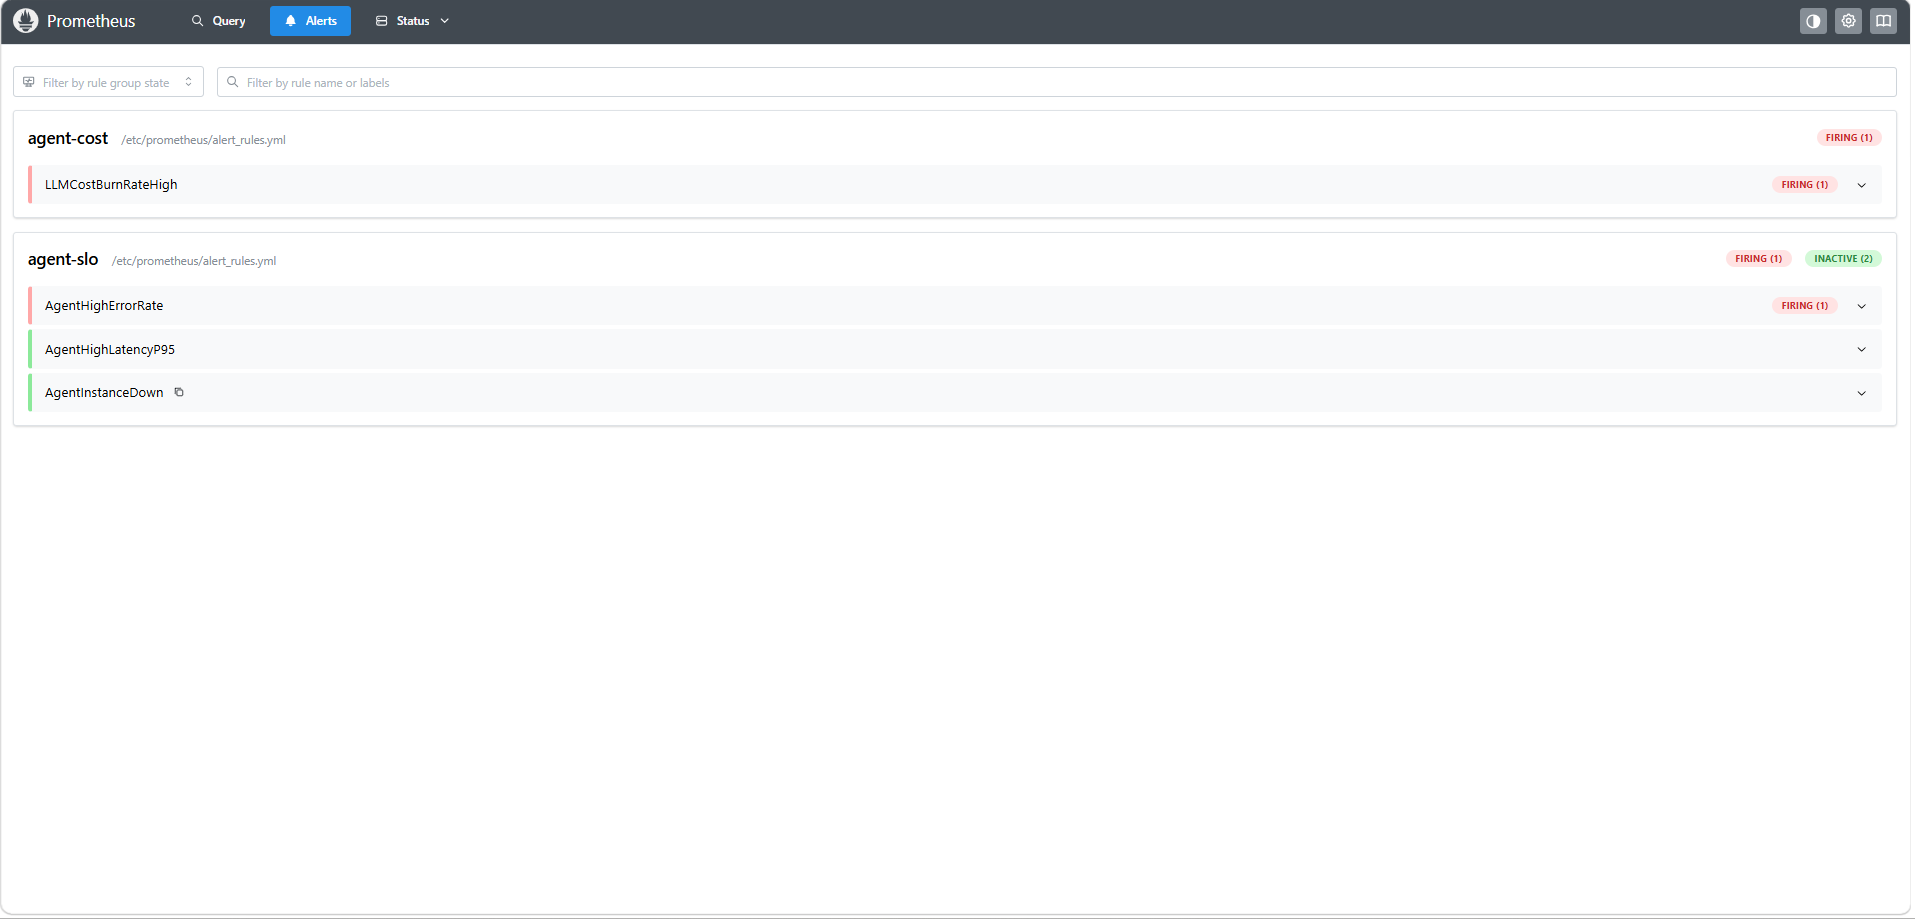 Prometheus Query Alerts Status
Filter by rule group state Filter by rule name or labels
agent-cost /etc/prometheus/alert_rules.yml FIRING (1)
LLMCostBurnRateHigh FIRING (1)
agent-slo /etc/prometheus/alert_rules.yml FIRING (1) INACTIVE (2)
AgentHighErrorRate FIRING (1)
AgentHighLatencyP95
AgentInstanceDown